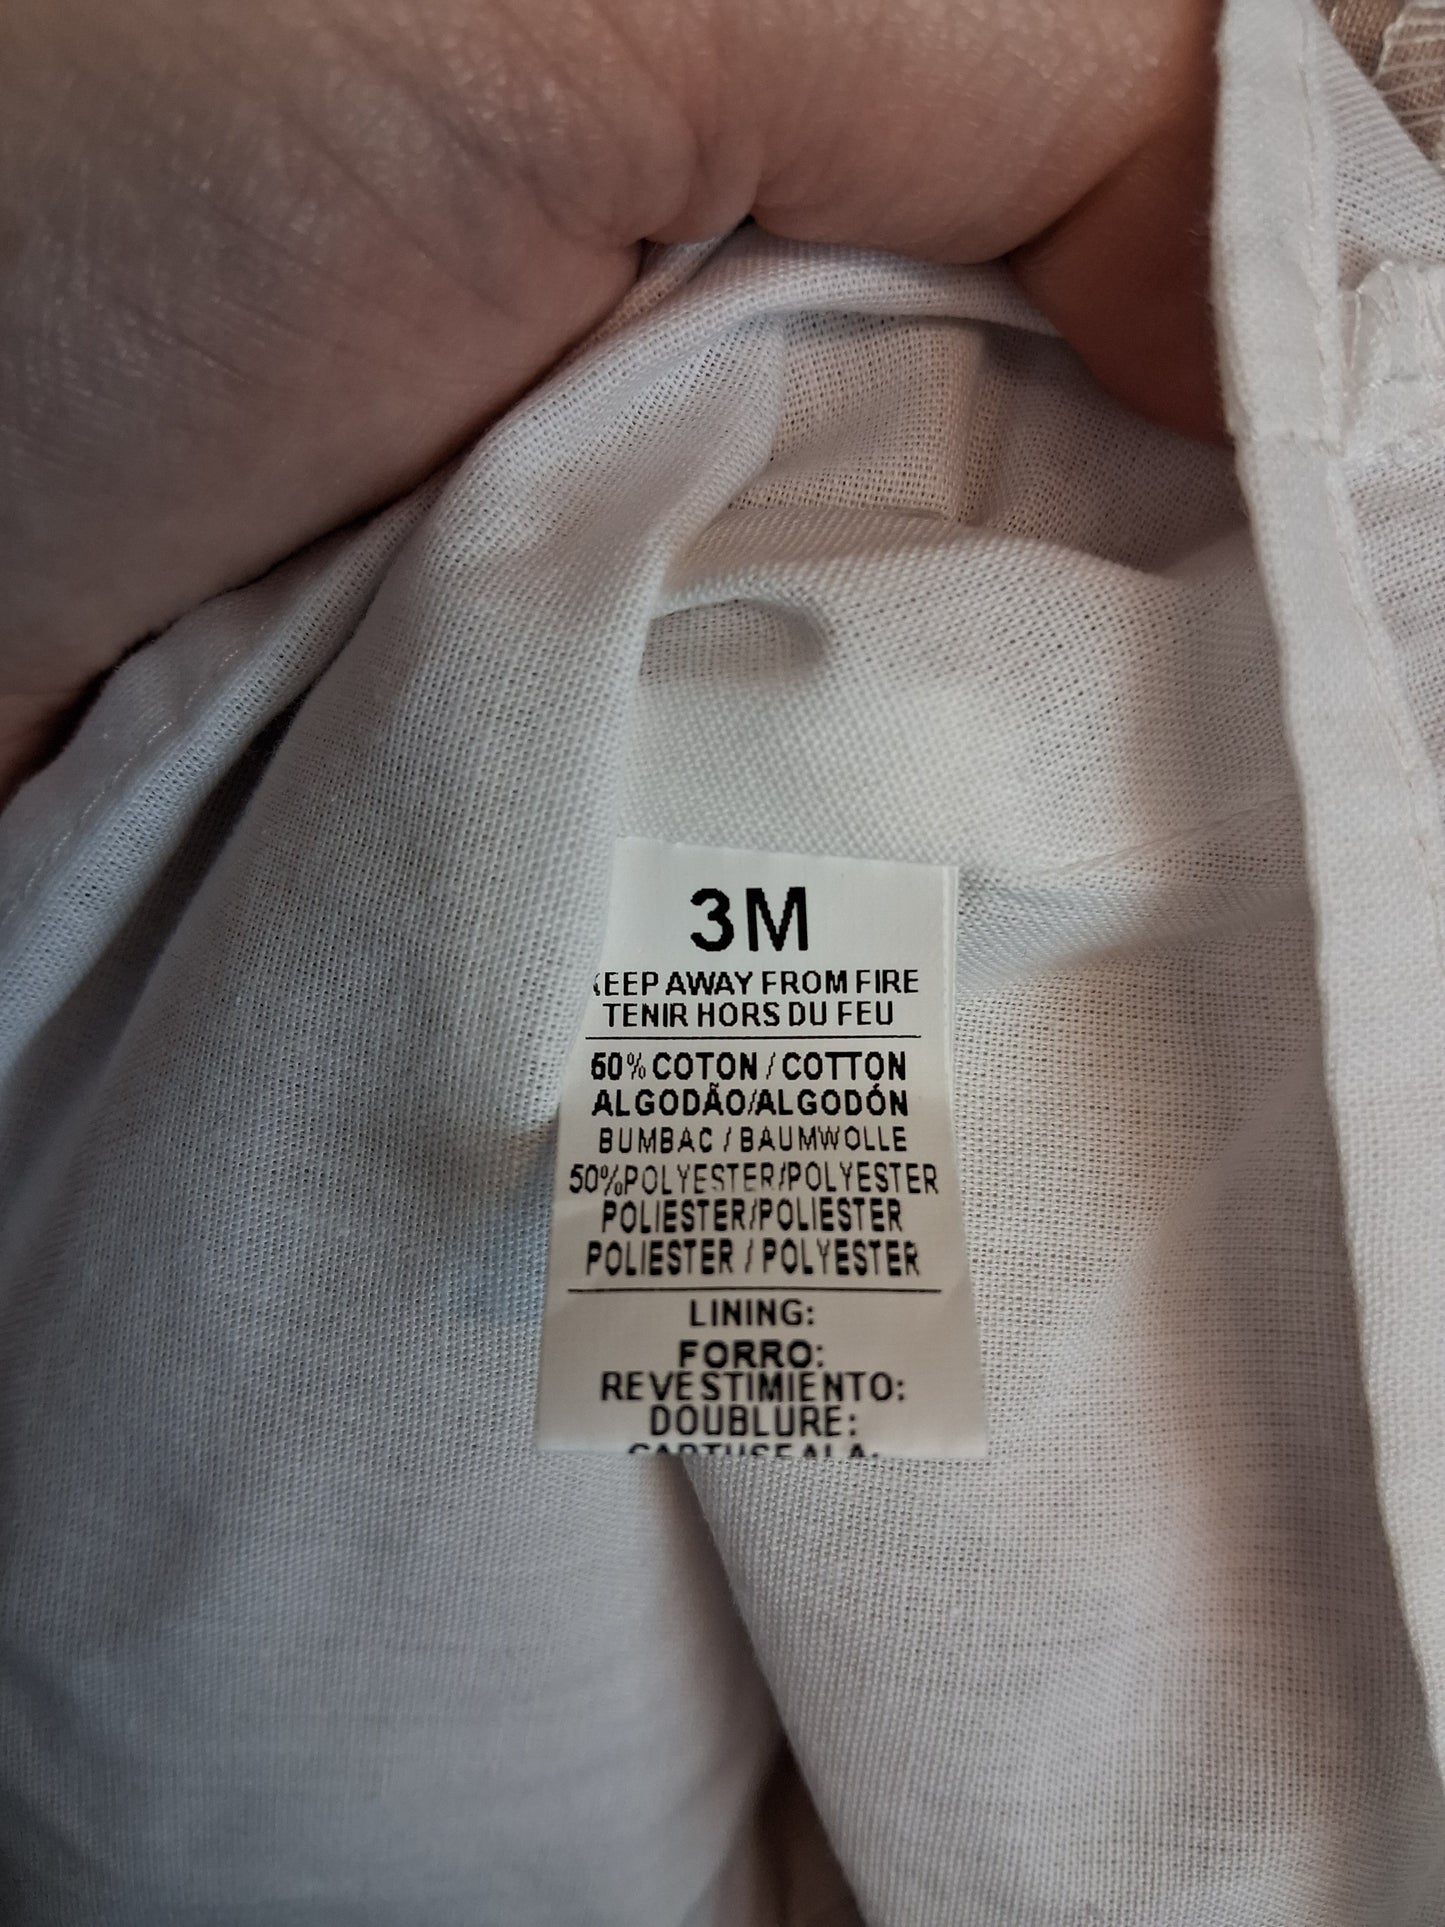 3M
KEEP AWAY FROM FIRE
TENIR HORS DU FEU
50% COTON / COTTON
ALGODÃO/ALGODÓN
BUMBAC / BAUMWOLLE
50%POLYESTER/POLYESTER
POLIESTER/POLIESTER
POLIESTER / POLYESTER
LINING:
FORRO:
REVESTIMIENTO:
DOUBLURE: